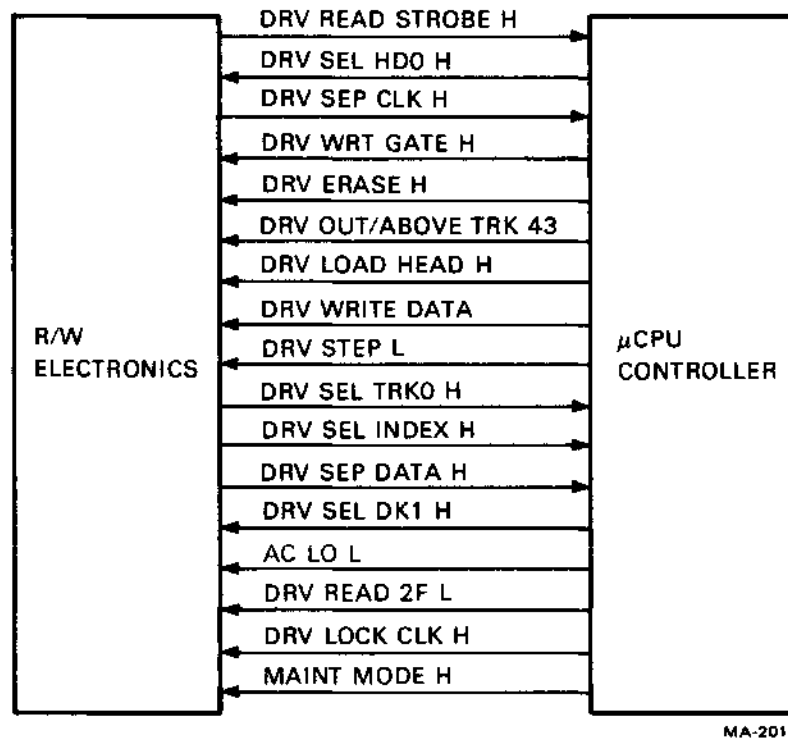 DRV READ STROBE H
DRV SEL HD0 H
DRV SEP CLK H
DRV WRT GATE H
DRV ERASE H
DRV OUT/ABOVE TRK 43
DRV LOAD HEAD H
DRV WRITE DATA
R/W
ELECTRONICS
DRV STEP L
μCPU
CONTROLLER
DRV SEL TRK0 H
DRV SEL INDEX H
DRV SEP DATA H
DRV SEL DK1 H
AC LO L
DRV READ 2F L
DRV LOCK CLK H
MAINT MODE H
MA-201